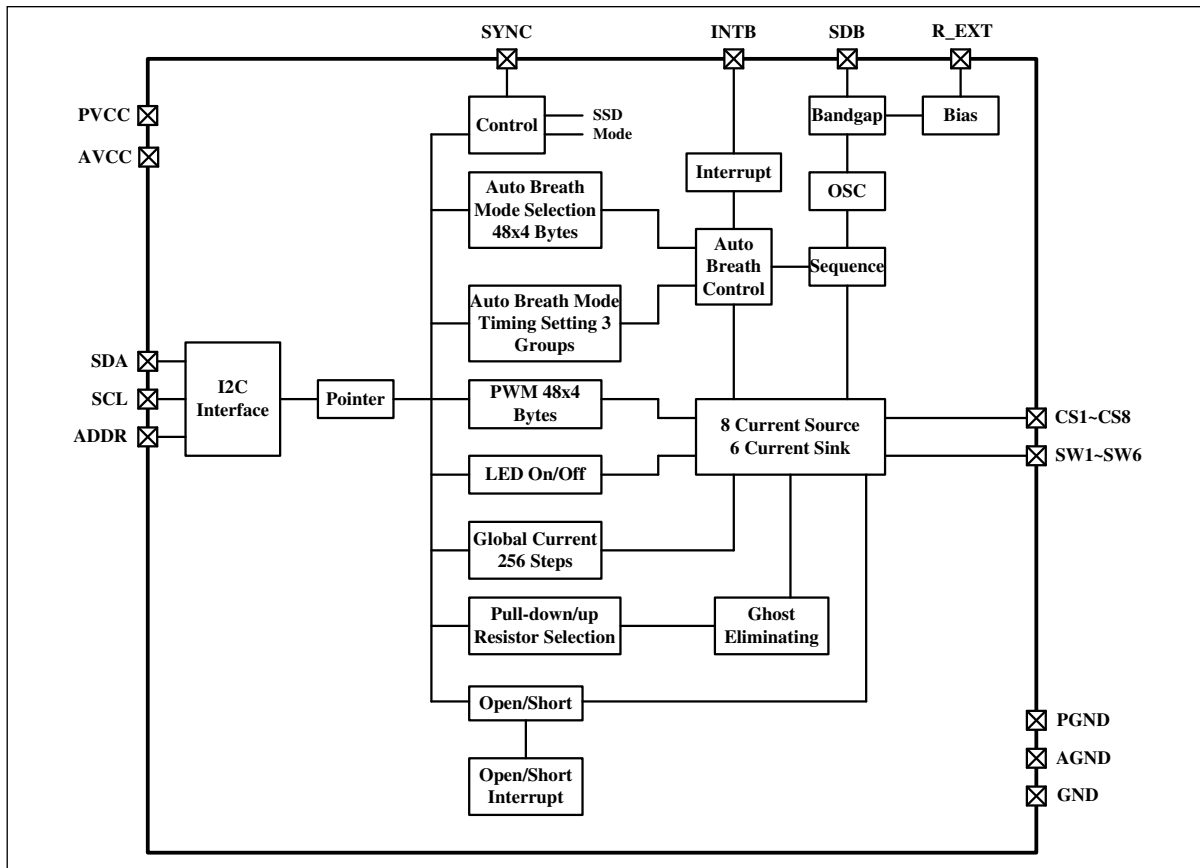 SYNC
INTB
SDB
R_EXT
PVCC
AVCC
Control
SSD
Mode
Bandgap
Bias
Interrupt
OSC
Auto Breath
Mode Selection
48x4 Bytes
Auto
Breath
Control
Sequence
Auto Breath Mode
Timing Setting 3
Groups
SDA
SCL
ADDR
I2C
Interface
Pointer
PWM 48x4
Bytes
8 Current Source
6 Current Sink
CS1~CS8
SW1~SW6
LED On/Off
Global Current
256 Steps
Pull-down/up
Resistor Selection
Ghost
Eliminating
Open/Short
Open/Short
Interrupt
PGND
AGND
GND